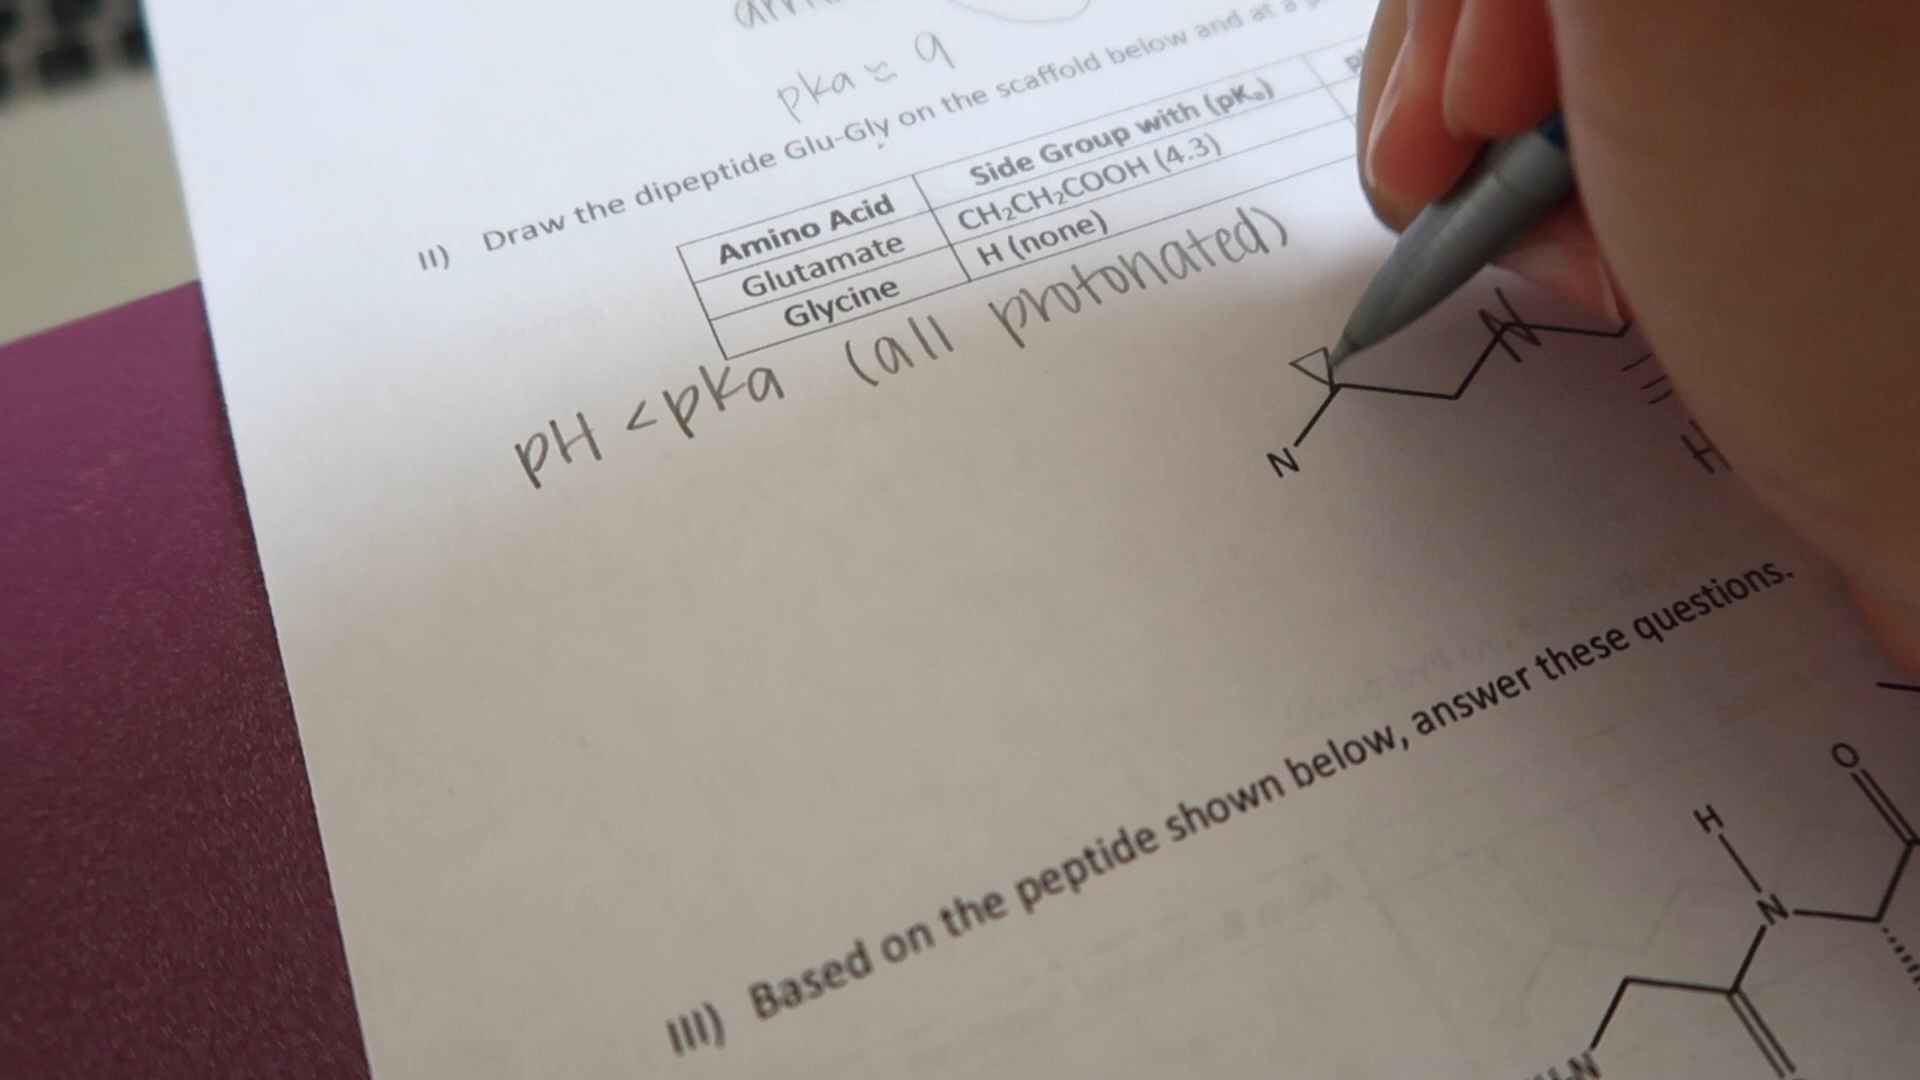 pka ≈ 9
II) Draw the dipeptide Glu-Gly on the scaffold below and at a
Amino Acid Side Group with (pKₐ)
Glutamate CH₂CH₂COOH (4.3)
Glycine H (none)
pH < pka (all protonated)
N
N
H
III) Based on the peptide shown below, answer these questions.
O
H
N
N